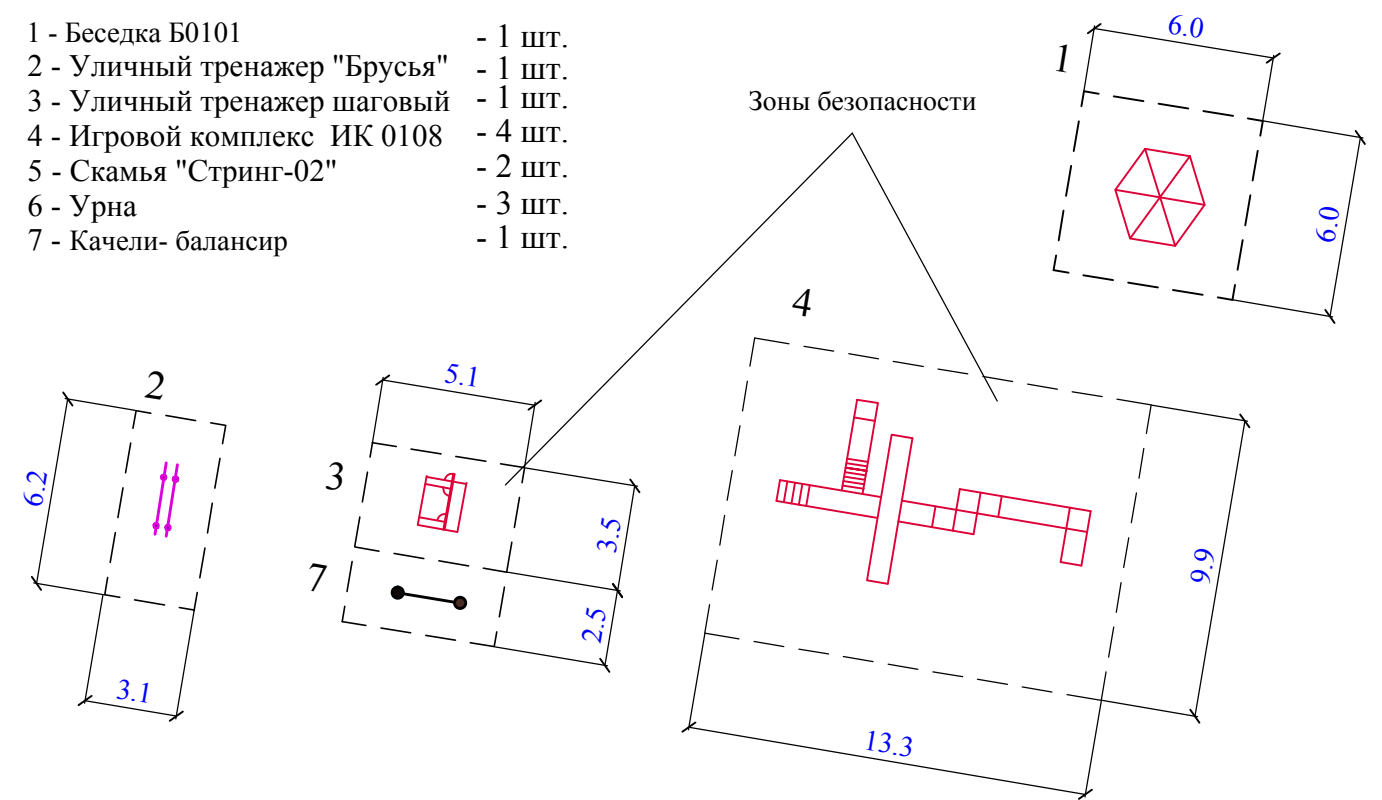 1 - Беседка Б0101 - 1 шт.
2 - Уличный тренажер "Брусья" - 1 шт.
3 - Уличный тренажер шаговый - 1 шт.
4 - Игровой комплекс ИК 0108 - 4 шт.
5 - Скамья "Стринг-02" - 2 шт.
6 - Урна - 3 шт.
7 - Качели- балансир - 1 шт.
Зоны безопасности
1
6.0
6.0
4
9.9
13.3
2
6.2
3.1
5.1
3
3.5
7
2.5